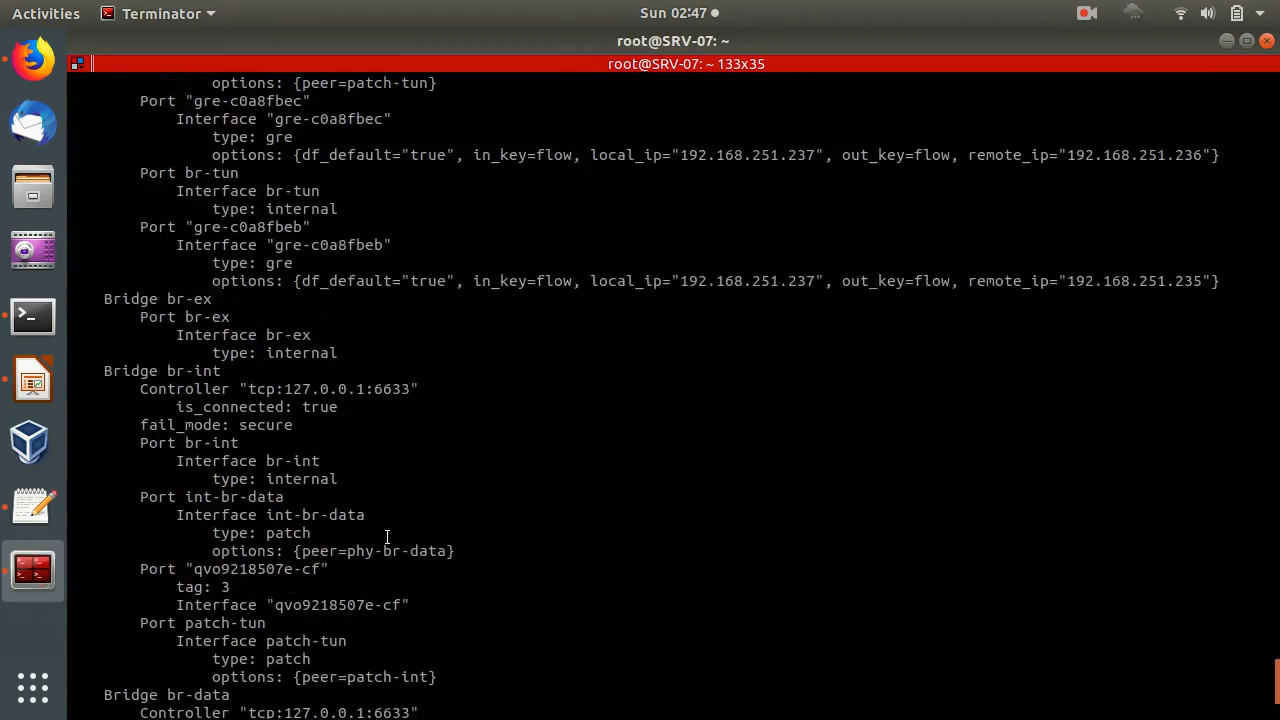 Activities
Terminator
Sun 02:47
root@SRV-07: ~
root@SRV-07: ~ 133x35
options: {peer=patch-tun}
Port "gre-c0a8fbec"
Interface "gre-c0a8fbec"
type: gre
options: {df_default="true", in_key=flow, local_ip="192.168.251.237", out_key=flow, remote_ip="192.168.251.236"}
Port br-tun
Interface br-tun
type: internal
Port "gre-c0a8fbeb"
Interface "gre-c0a8fbeb"
type: gre
options: {df_default="true", in_key=flow, local_ip="192.168.251.237", out_key=flow, remote_ip="192.168.251.235"}
Bridge br-ex
Port br-ex
Interface br-ex
type: internal
Bridge br-int
Controller "tcp:127.0.0.1:6633"
is_connected: true
fail_mode: secure
Port br-int
Interface br-int
type: internal
Port int-br-data
Interface int-br-data
type: patch
options: {peer=phy-br-data}
Port "qvo9218507e-cf"
tag: 3
Interface "qvo9218507e-cf"
Port patch-tun
Interface patch-tun
type: patch
options: {peer=patch-int}
Bridge br-data
Controller "tcp:127.0.0.1:6633"